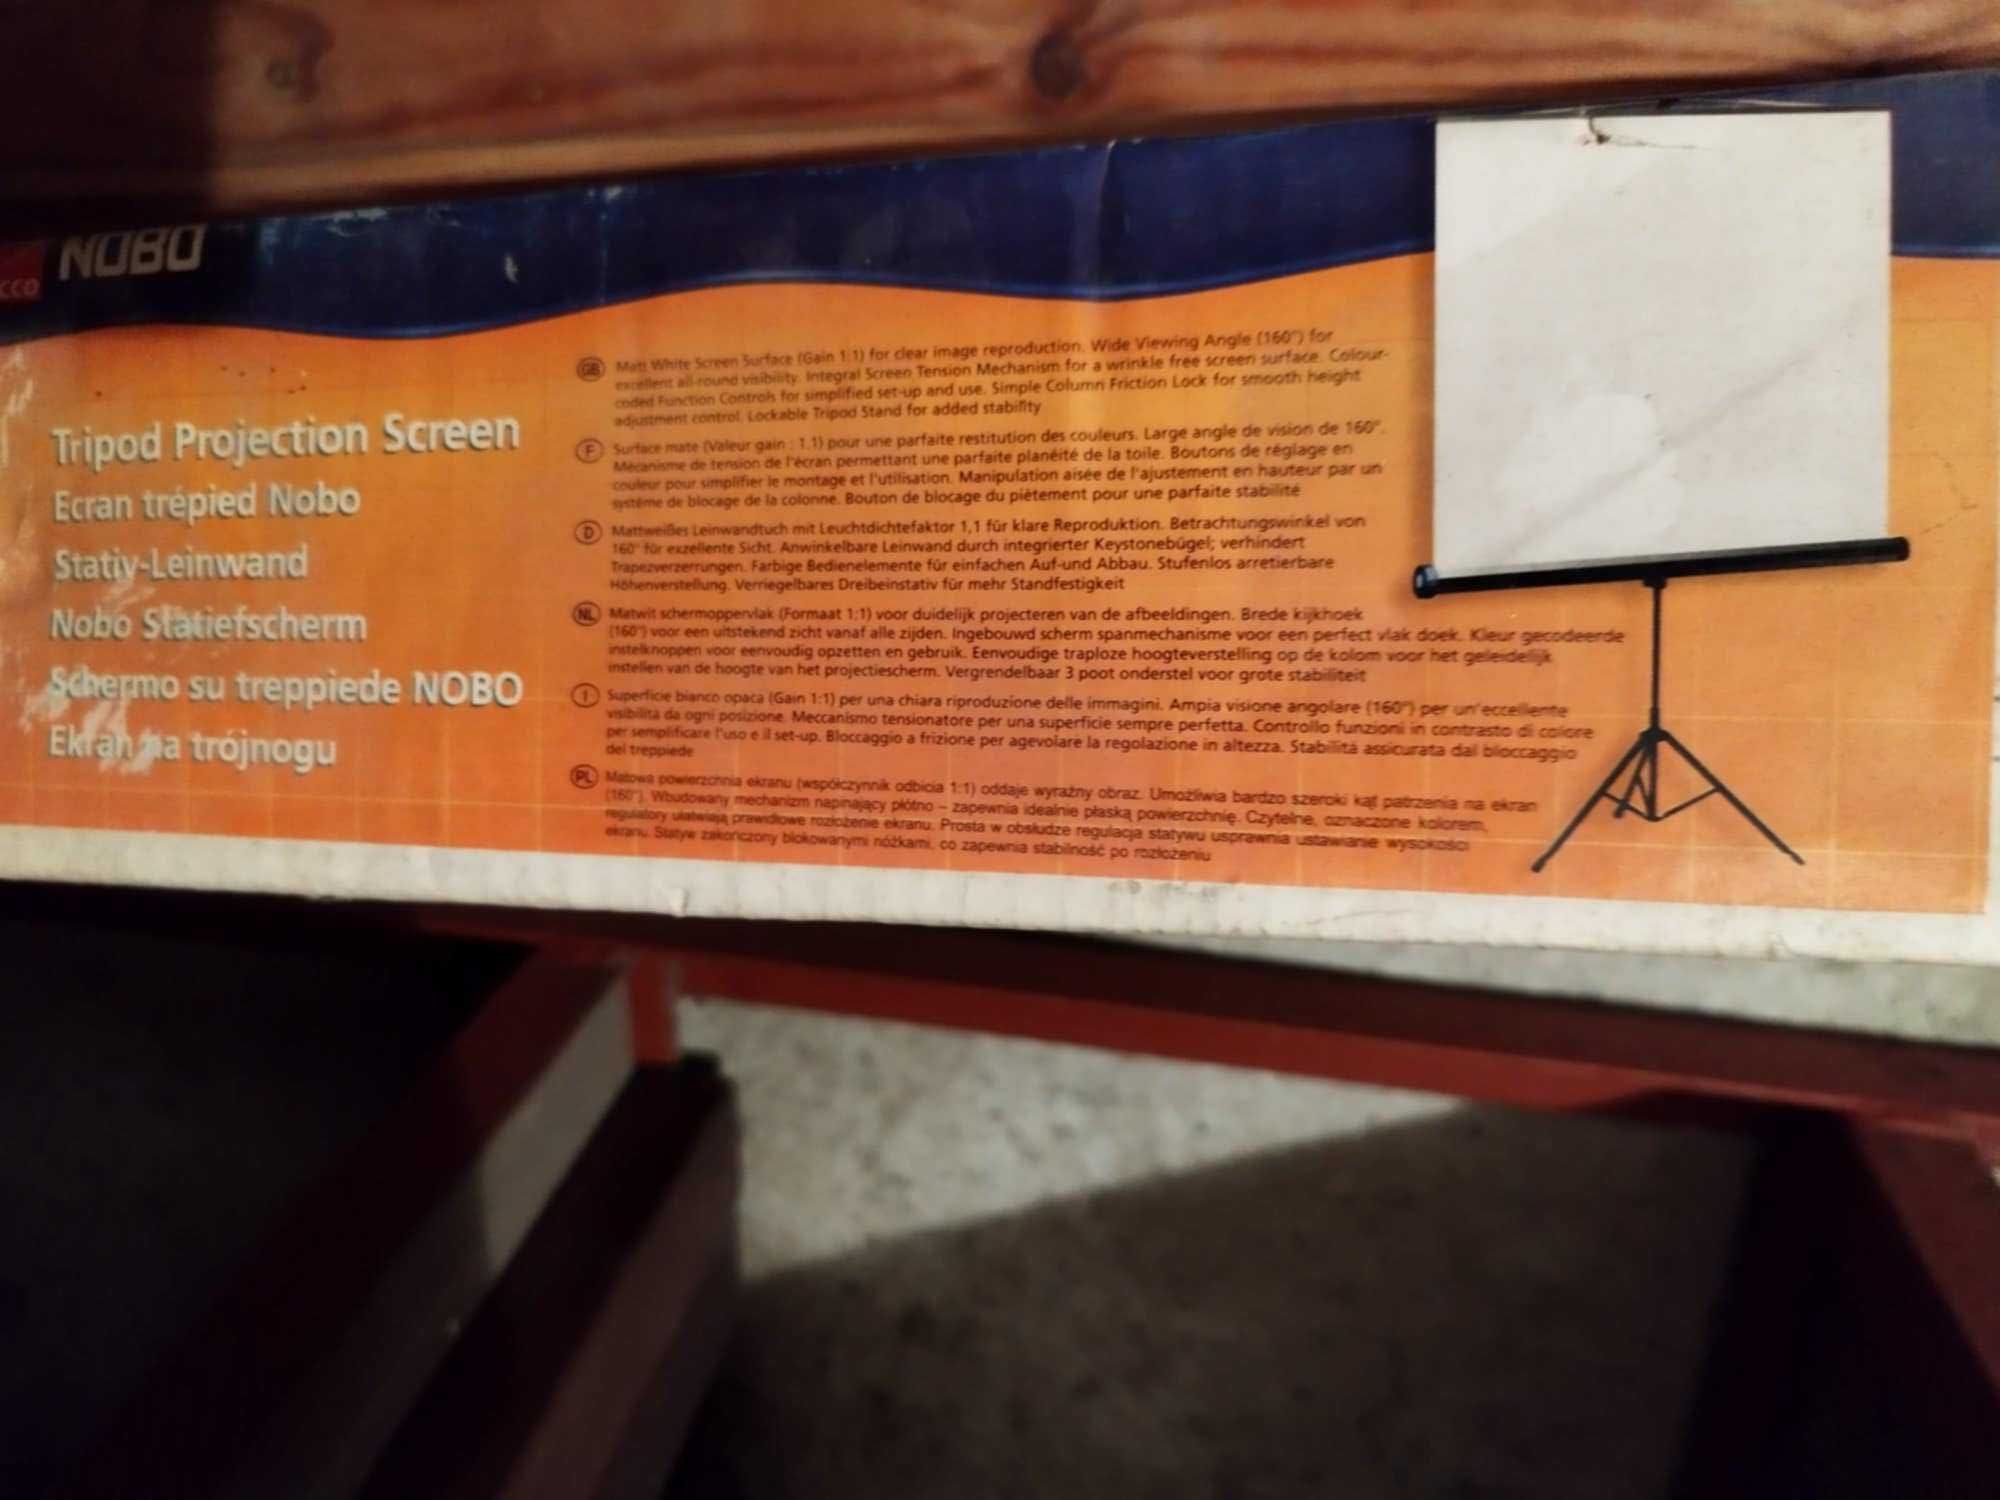 CCO
NOBO
Tripod Projection Screen
Ecran trépied Nobo
Stativ-Leinwand
Nobo Statiefscherm
Schermo su treppiede NOBO
Ekran na trójnogu
GB Matt White Screen Surface (Gain 1:1) for clear image reproduction. Wide Viewing Angle (160°) for
excellent all-round visibility. Integral Screen Tension Mechanism for a wrinkle free screen surface. Colour-
coded Function Controls for simplified set-up and use. Simple Column Friction Lock for smooth height
adjustment control. Lockable Tripod Stand for added stability
F Surface mate (Valeur gain : 1.1) pour une parfaite restitution des couleurs. Large angle de vision de 160°.
Mécanisme de tension de l'écran permettant une parfaite planéité de la toile. Boutons de réglage en
couleur pour simplifier le montage et l'utilisation. Manipulation aisée de l'ajustement en hauteur par un
système de blocage de la colonne. Bouton de blocage du piètement pour une parfaite stabilité
D Mattweißes Leinwandtuch mit Leuchtdichtefaktor 1,1 für klare Reproduktion. Betrachtungswinkel von
160° für exzellente Sicht. Anwinkelbare Leinwand durch integrierter Keystonebügel; verhindert
Trapezverzerrungen. Farbige Bedienelemente für einfachen Auf-und Abbau. Stufenlos arretierbare
Höhenverstellung. Verriegelbares Dreibeinstativ für mehr Standfestigkeit
NL Matwit schermoppervlak (Formaat 1:1) voor duidelijk projecteren van de afbeeldingen. Brede kijkhoek
(160°) voor een uitstekend zicht vanaf alle zijden. Ingebouwd scherm spanmechanisme voor een perfect vlak doek. Kleur gecodeerde
instelknoppen voor eenvoudig opzetten en gebruik. Eenvoudige traploze hoogteverstelling op de kolom voor het geleidelijk
instellen van de hoogte van het projectiescherm. Vergrendelbaar 3 poot onderstel voor grote stabiliteit
I Superficie bianco opaca (Gain 1:1) per una chiara riproduzione delle immagini. Ampia visione angolare (160°) per un'eccellente
visibilità da ogni posizione. Meccanismo tensionatore per una superficie sempre perfetta. Controllo funzioni in contrasto di colore
per semplificare l'uso e il set-up. Bloccaggio a frizione per agevolare la regolazione in altezza. Stabilità assicurata dal bloccaggio
del treppiede
PL Matowa powierzchnia ekranu (współczynnik odbicia 1:1) oddaje wyraźny obraz. Umożliwia bardzo szeroki kąt patrzenia na ekran
(160°). Wbudowany mechanizm napinający płótno – zapewnia idealnie płaską powierzchnię. Czytelne, oznaczone kolorem,
regulatory ułatwiają prawidłowe rozłożenie ekranu. Prosta w obsłudze regulacja statywu usprawnia ustawianie wysokości
ekranu. Statyw zakończony blokowanymi nóżkami, co zapewnia stabilność po rozłożeniu